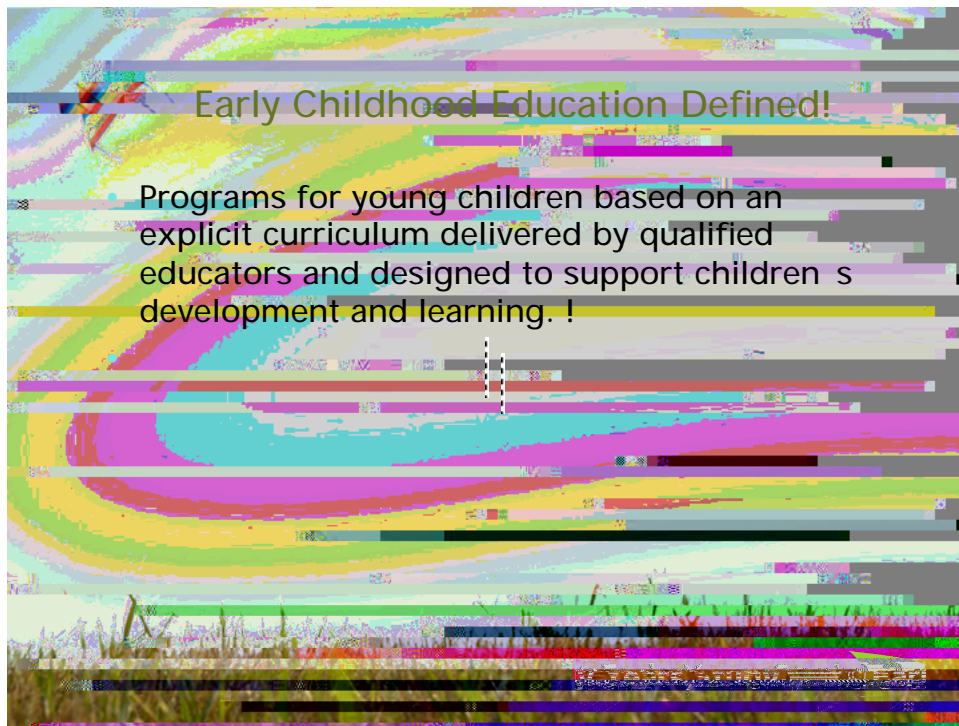 Early Childhood Education Defined!
Programs for young children based on an
explicit curriculum delivered by qualified
educators and designed to support children s
development and learning. !